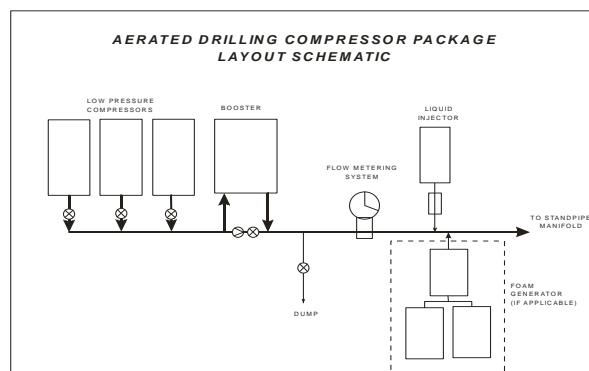 AERATED DRILLING COMPRESSOR PACKAGE
LAYOUT SCHEMATIC
LOW PRESSURE
COMPRESSORS
BOOSTER
LIQUID
INJECTOR
FLOW METERING
SYSTEM
TO STANDPIPE
MANIFOLD
FOAM
GENERATOR
(IF APPLICABLE)
DUMP